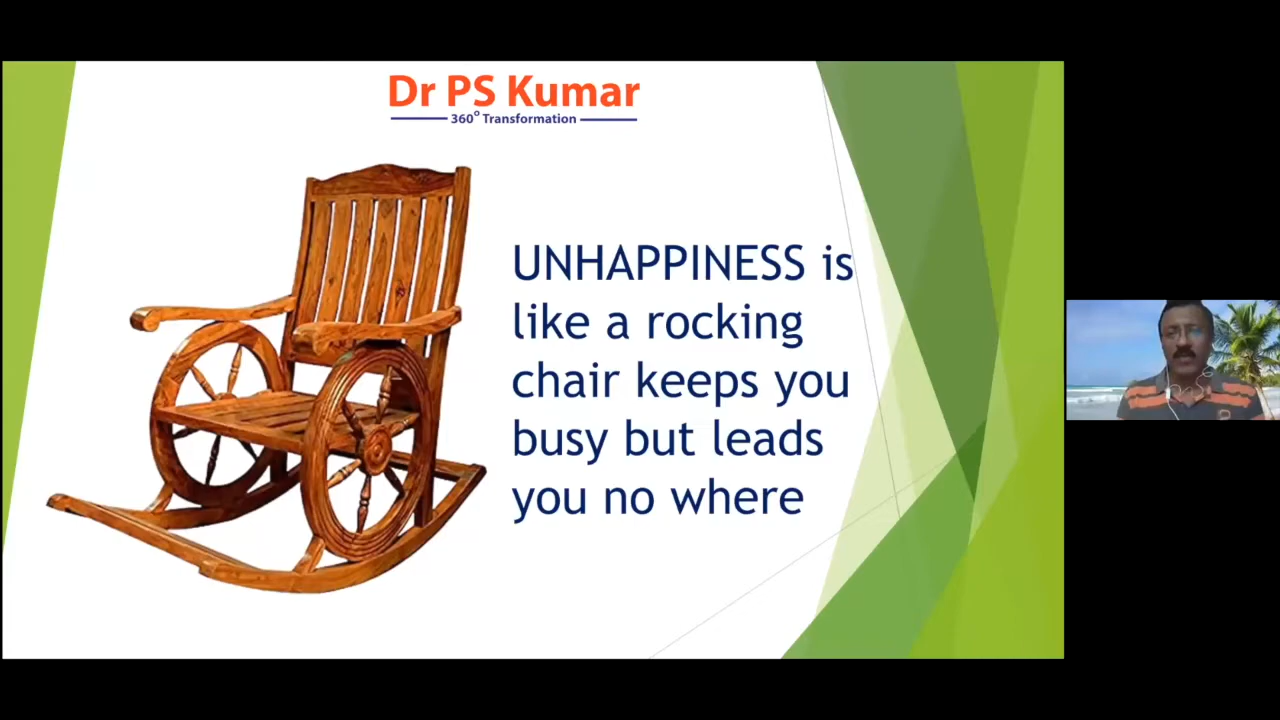 Dr PS Kumar
360° Transformation
UNHAPPINESS is
like a rocking
chair keeps you
busy but leads
you no where